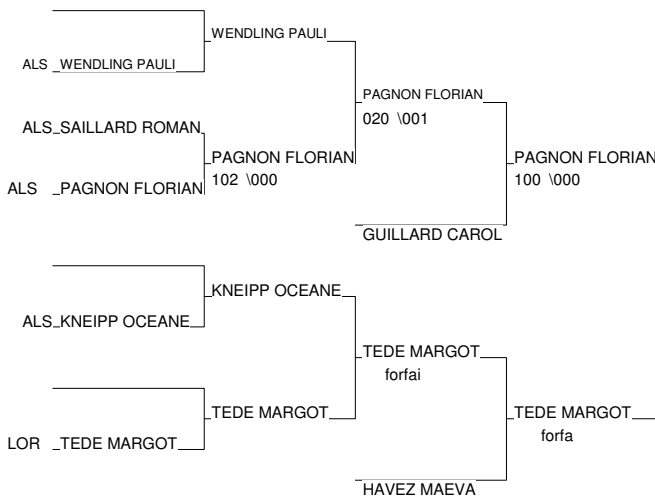 WENDLING PAULI
ALS WENDLING PAULI
PAGNON FLORIAN
020 \001
ALS SAILLARD ROMAN
PAGNON FLORIAN
102 \000
PAGNON FLORIAN
100 \000
ALS PAGNON FLORIAN
GUILLARD CAROL
KNEIPP OCEANE
ALS KNEIPP OCEANE
TEDE MARGOT
forfai
TEDE MARGOT
TEDE MARGOT
forfa
LOR TEDE MARGOT
HAVEZ MAEVA